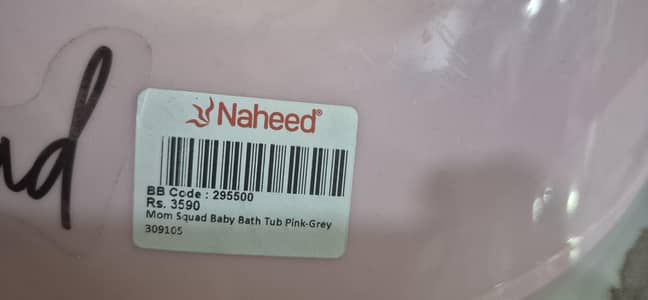 Naheed®
BB Code : 295500
Rs. 3590
Mom Squad Baby Bath Tub Pink-Grey
309105